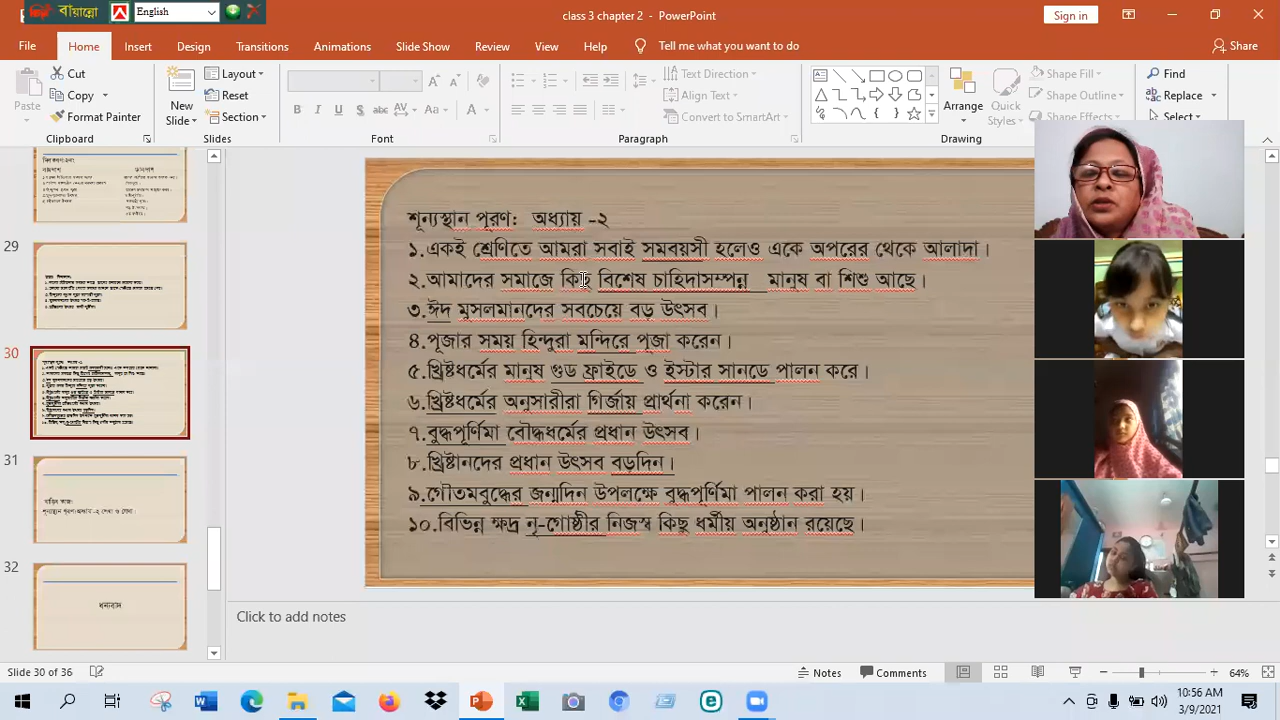 বায়ান্নো English class 3 chapter 2 - PowerPoint Sign in
File Home Insert Design Transitions Animations Slide Show Review View Help Tell me what you want to do Share
Paste Cut Copy Format Painter
New Slide Layout Reset Section
Text Direction Align Text Convert to SmartArt
Arrange Quick Styles Shape Fill Shape Outline Shape Effects
Find Replace Select
Clipboard Slides Font Paragraph Drawing
29
30
31
32
ধন্যবাদ
শূন্যস্থান পূরণ: অধ্যায় -২
১.একই শ্রেণিতে আমরা সবাই সমবয়সী হলেও একে অপরের থেকে আলাদা।
২.আমাদের সমাজে কিছু বিশেষ চাহিদাসম্পন্ন মানুষ বা শিশু আছে।
৩.ঈদ মুসলমানদের সবচেয়ে বড় উৎসব।
৪.পূজার সময় হিন্দুরা মন্দিরে পূজা করেন।
৫.খ্রিষ্টধর্মের মানুষ গুড ফ্রাইডে ও ইস্টার সানডে পালন করে।
৬.খ্রিষ্টধর্মের অনুসারীরা গির্জায় প্রার্থনা করেন।
৭.বুদ্ধপূর্ণিমা বৌদ্ধধর্মের প্রধান উৎসব।
৮.খ্রিষ্টানদের প্রধান উৎসব বড়দিন।
৯.গৌতমবুদ্ধের জন্মদিন উপলক্ষে বুদ্ধপূর্ণিমা পালন করা হয়।
১০.বিভিন্ন ক্ষদ্র নৃ-গোষ্ঠীর নিজস্ব কিছু ধর্মীয় অনুষ্ঠান রয়েছে।
Click to add notes
Slide 30 of 36 Notes Comments 64%
10:56 AM
3/9/2021